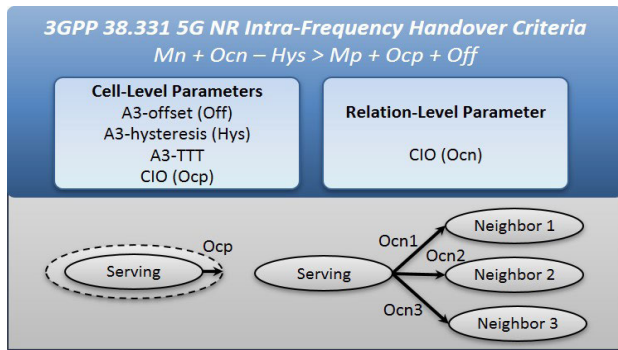 3GPP 38.331 5G NR Intra-Frequency Handover Criteria
Mn + Ocn – Hys > Mp + Ocp + Off
Cell-Level Parameters
A3-offset (Off)
A3-hysteresis (Hys)
A3-TTT
CIO (Ocp)
Relation-Level Parameter
CIO (Ocn)
Ocp
Serving
Serving
Ocn1
Ocn2
Ocn3
Neighbor 1
Neighbor 2
Neighbor 3